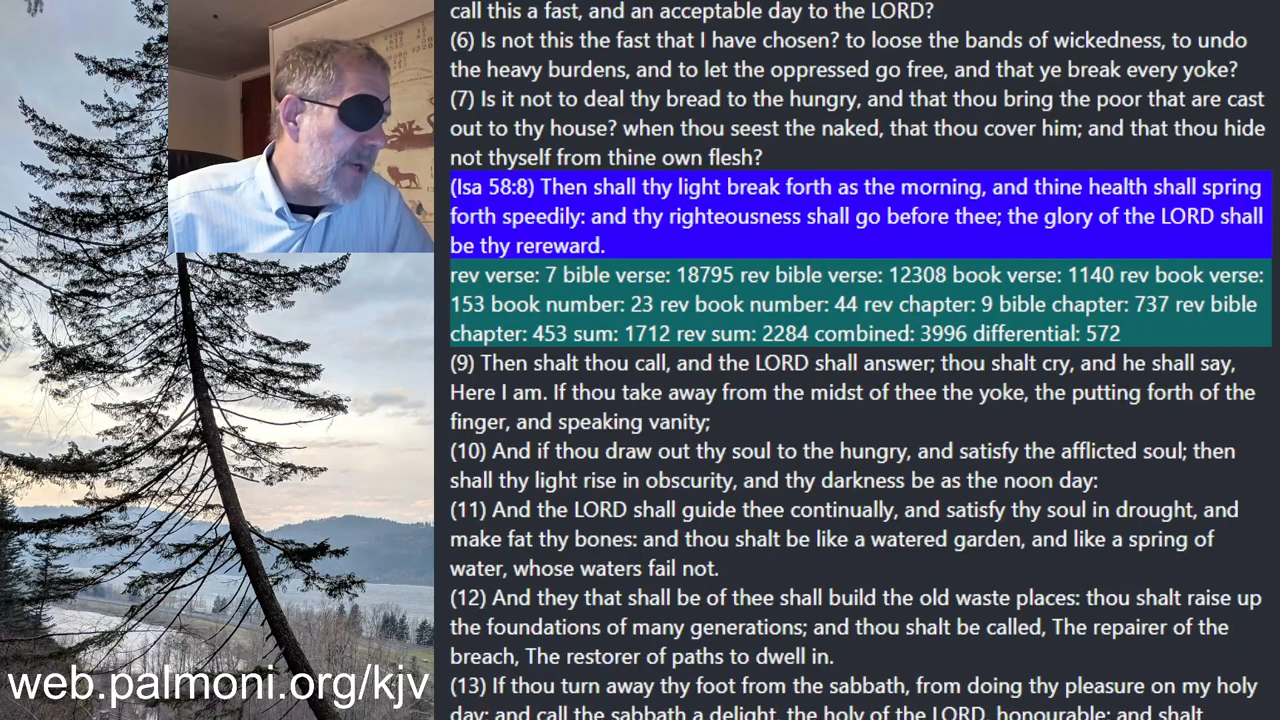 call this a fast, and an acceptable day to the LORD?
(6) Is not this the fast that I have chosen? to loose the bands of wickedness, to undo
the heavy burdens, and to let the oppressed go free, and that ye break every yoke?
(7) Is it not to deal thy bread to the hungry, and that thou bring the poor that are cast
out to thy house? when thou seest the naked, that thou cover him; and that thou hide
not thyself from thine own flesh?
(Isa 58:8) Then shall thy light break forth as the morning, and thine health shall spring
forth speedily: and thy righteousness shall go before thee; the glory of the LORD shall
be thy rereward.
rev verse: 7 bible verse: 18795 rev bible verse: 12308 book verse: 1140 rev book verse:
153 book number: 23 rev book number: 44 rev chapter: 9 bible chapter: 737 rev bible
chapter: 453 sum: 1712 rev sum: 2284 combined: 3996 differential: 572
(9) Then shalt thou call, and the LORD shall answer; thou shalt cry, and he shall say,
Here I am. If thou take away from the midst of thee the yoke, the putting forth of the
finger, and speaking vanity;
(10) And if thou draw out thy soul to the hungry, and satisfy the afflicted soul; then
shall thy light rise in obscurity, and thy darkness be as the noon day:
(11) And the LORD shall guide thee continually, and satisfy thy soul in drought, and
make fat thy bones: and thou shalt be like a watered garden, and like a spring of
water, whose waters fail not.
(12) And they that shall be of thee shall build the old waste places: thou shalt raise up
the foundations of many generations; and thou shalt be called, The repairer of the
breach, The restorer of paths to dwell in.
(13) If thou turn away thy foot from the sabbath, from doing thy pleasure on my holy
day; and call the sabbath a delight, the holy of the LORD, honourable; and shalt
web.palmoni.org/kjv